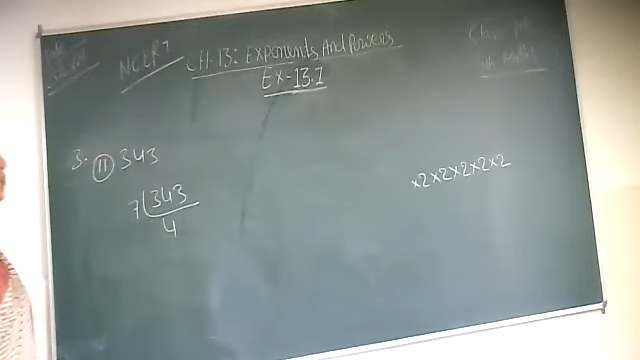 NCERT
CH-13: Exponents And Powers
Ex-13.1
3. (ii) 343
7(343
4
×2×2×2×2×2